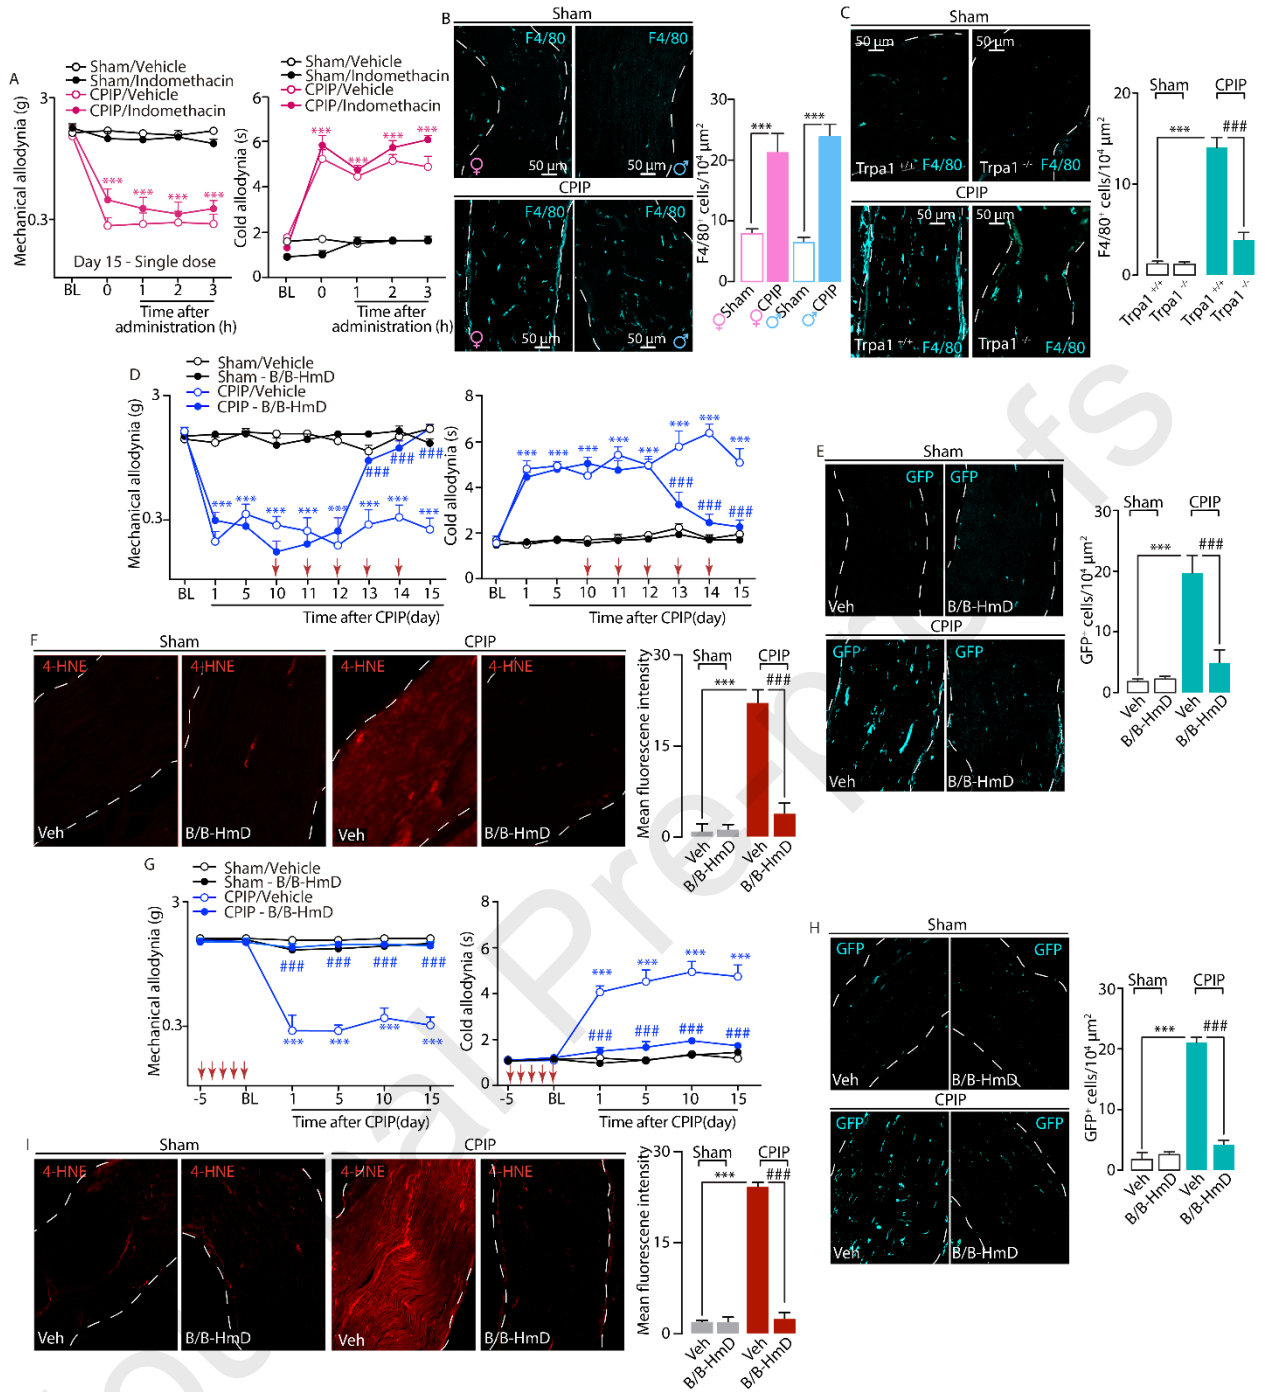 A
Sham/Vehicle
Sham/Indomethacin
CPIP/Vehicle
CPIP/Indomethacin
Mechanical allodynia (g)
3
0.3
***
***
***
***
Day 15 - Single dose
BL
0
1
2
3
Time after
administration (h)
Sham/Vehicle
Sham/Indomethacin
CPIP/Vehicle
CPIP/Indomethacin
Cold allodynia (s)
6
4
2
0
***
***
***
***
BL
0
1
2
3
Time after
administration (h)
B
Sham
F4/80
F4/80
♀
50 µm
50 µm
♂
CPIP
F4/80
F4/80
♀
50 µm
50 µm
♂
F4/80⁺ cells/10⁴ µm²
30
15
0
***
***
♀Sham
♀CPIP
♂Sham
♂CPIP
C
Sham
50 µm
50 µm
Trpa1 +/+
F4/80
Trpa1 -/-
F4/80
CPIP
50 µm
50 µm
Trpa1 +/+
F4/80
Trpa1 -/-
F4/80
F4/80⁺ cells/10⁴ µm²
20
10
0
Sham
CPIP
***
###
Trpa1 +/+
Trpa1 -/-
Trpa1 +/+
Trpa1 -/-
D
Sham/Vehicle
Sham - B/B-HmD
CPIP/Vehicle
CPIP - B/B-HmD
Mechanical allodynia (g)
3
0.3
***
***
***
***
***
***
***
***
###
###
###
BL
1
5
10
11
12
13
14
15
Time after CPIP(day)
Cold allodynia (s)
8
6
4
2
0
***
***
***
***
***
***
***
***
###
###
###
BL
1
5
10
11
12
13
14
15
Time after CPIP(day)
E
Sham
GFP
GFP
Veh
B/B-HmD
CPIP
GFP
GFP
Veh
B/B-HmD
GFP⁺ cells/10⁴ µm²
30
20
10
0
Sham
CPIP
***
###
Veh
B/B-HmD
Veh
B/B-HmD
F
Sham
CPIP
4-HNE
4-HNE
4-HNE
4-HNE
Veh
B/B-HmD
Veh
B/B-HmD
Mean fluorescene intensity
30
15
0
Sham
CPIP
***
###
Veh
B/B-HmD
Veh
B/B-HmD
G
Sham/Vehicle
Sham - B/B-HmD
CPIP/Vehicle
CPIP - B/B-HmD
Mechanical allodynia (g)
3
0.3
###
###
###
###
***
***
***
***
-5
BL
1
5
10
15
Time after CPIP(day)
Cold allodynia (s)
8
6
4
2
0
***
***
***
***
###
###
###
###
-5
BL
1
5
10
15
Time after CPIP(day)
H
Sham
GFP
GFP
Veh
B/B-HmD
CPIP
GFP
GFP
Veh
B/B-HmD
GFP⁺ cells/10⁴ µm²
30
20
10
0
Sham
CPIP
***
###
Veh
B/B-HmD
Veh
B/B-HmD
I
Sham
CPIP
4-HNE
4-HNE
4-HNE
4-HNE
Veh
B/B-HmD
Veh
B/B-HmD
Mean fluorescene intensity
30
15
0
Sham
CPIP
***
###
Veh
B/B-HmD
Veh
B/B-HmD
Journal Pre-proofs